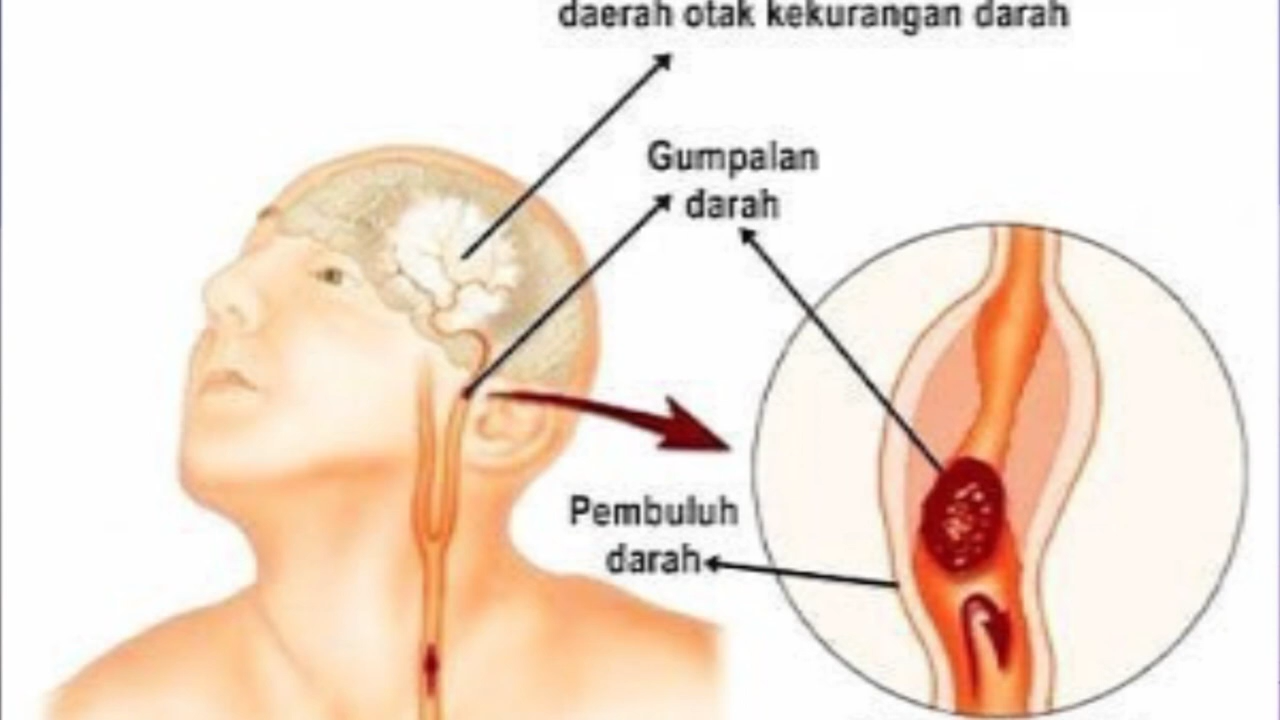 daerah otak kekurangan darah
Gumpalan
darah
Pembuluh
darah